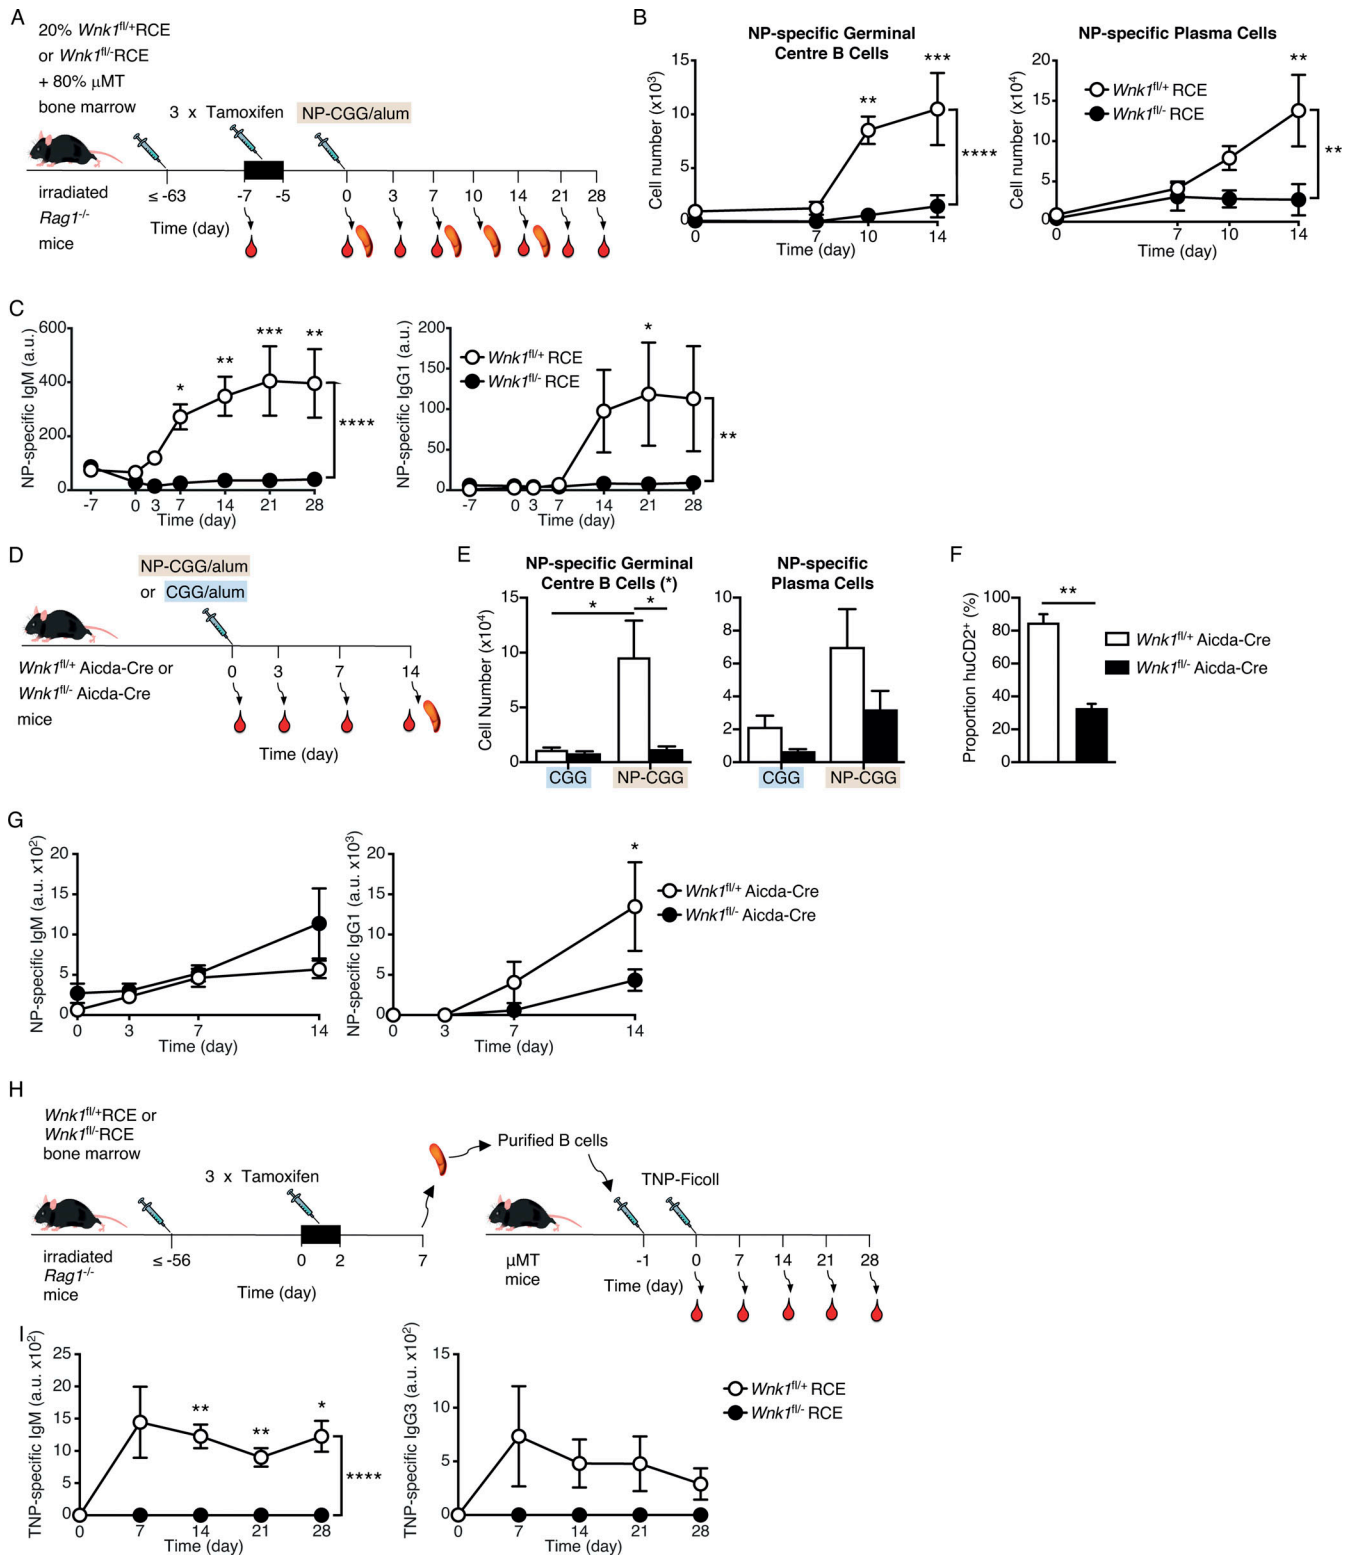 A
20% Wnk1fl/+RCE
or Wnk1fl/-RCE
+ 80% μMT
bone marrow
3 x Tamoxifen
NP-CGG/alum
irradiated
Rag1-/-
mice
≤ -63
-7
-5
0
3
7
10
14
21
28
Time (day)
B
NP-specific Germinal
Centre B Cells
Cell number (x10³)
15
10
5
0
**
***
****
0
7
10
14
Time (day)
NP-specific Plasma Cells
Cell number (x10⁴)
20
15
10
5
0
Wnk1fl/+ RCE
Wnk1fl/- RCE
**
**
0
7
10
14
Time (day)
C
NP-specific IgM (a.u.)
600
400
200
0
*
**
***
**
****
-7
0
3
7
14
21
28
Time (day)
NP-specific IgG1 (a.u.)
200
150
100
50
0
Wnk1fl/+ RCE
Wnk1fl/- RCE
*
**
-7
0
3
7
14
21
28
Time (day)
D
NP-CGG/alum
or CGG/alum
Wnk1fl/+ Aicda-Cre or
Wnk1fl/- Aicda-Cre
mice
0
3
7
14
Time (day)
E
NP-specific Germinal
Centre B Cells (*)
Cell Number (x10⁴)
15
10
5
0
*
*
CGG
NP-CGG
NP-specific
Plasma Cells
10
8
6
4
2
0
CGG
NP-CGG
F
Proportion huCD2⁺ (%)
100
80
60
40
20
0
**
Wnk1fl/+ Aicda-Cre
Wnk1fl/- Aicda-Cre
G
NP-specific IgM (a.u. x10²)
20
15
10
5
0
0
3
7
14
Time (day)
NP-specific IgG1 (a.u. x10³)
20
15
10
5
0
*
0
3
7
14
Time (day)
Wnk1fl/+ Aicda-Cre
Wnk1fl/- Aicda-Cre
H
Wnk1fl/+RCE or
Wnk1fl/-RCE
bone marrow
3 x Tamoxifen
Purified B cells
TNP-Ficoll
irradiated
Rag1-/-
mice
≤ -56
0
2
7
Time (day)
μMT
mice
-1
0
7
14
21
28
Time (day)
I
TNP-specific IgM (a.u. x10²)
25
20
15
10
5
0
**
**
*
****
0
7
14
21
28
Time (day)
TNP-specific IgG3 (a.u. x10²)
15
10
5
0
0
7
14
21
28
Time (day)
Wnk1fl/+ RCE
Wnk1fl/- RCE